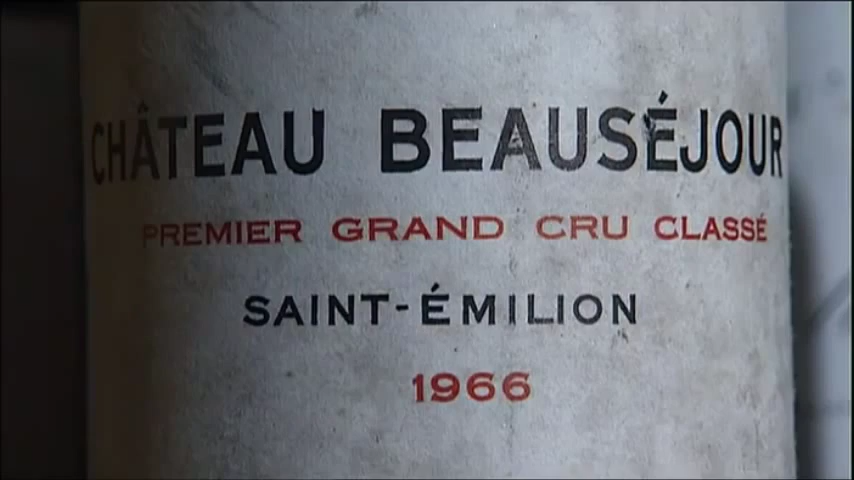 CHÂTEAU BEAUSÉJOUR
PREMIER GRAND CRU CLASSÉ
SAINT-ÉMILION
1966